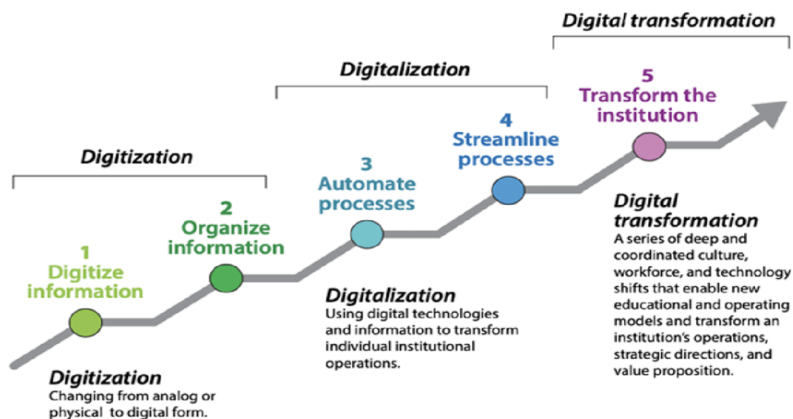 Digital transformation
Digitalization
Digitization
5
Transform the
institution
4
Streamline
processes
3
Automate
processes
2
Organize
information
1
Digitize
information
Digitization
Changing from analog or
physical to digital form.
Digitalization
Using digital technologies
and information to transform
individual institutional
operations.
Digital
transformation
A series of deep and
coordinated culture,
workforce, and technology
shifts that enable new
educational and operating
models and transform an
institution's operations,
strategic directions, and
value proposition.